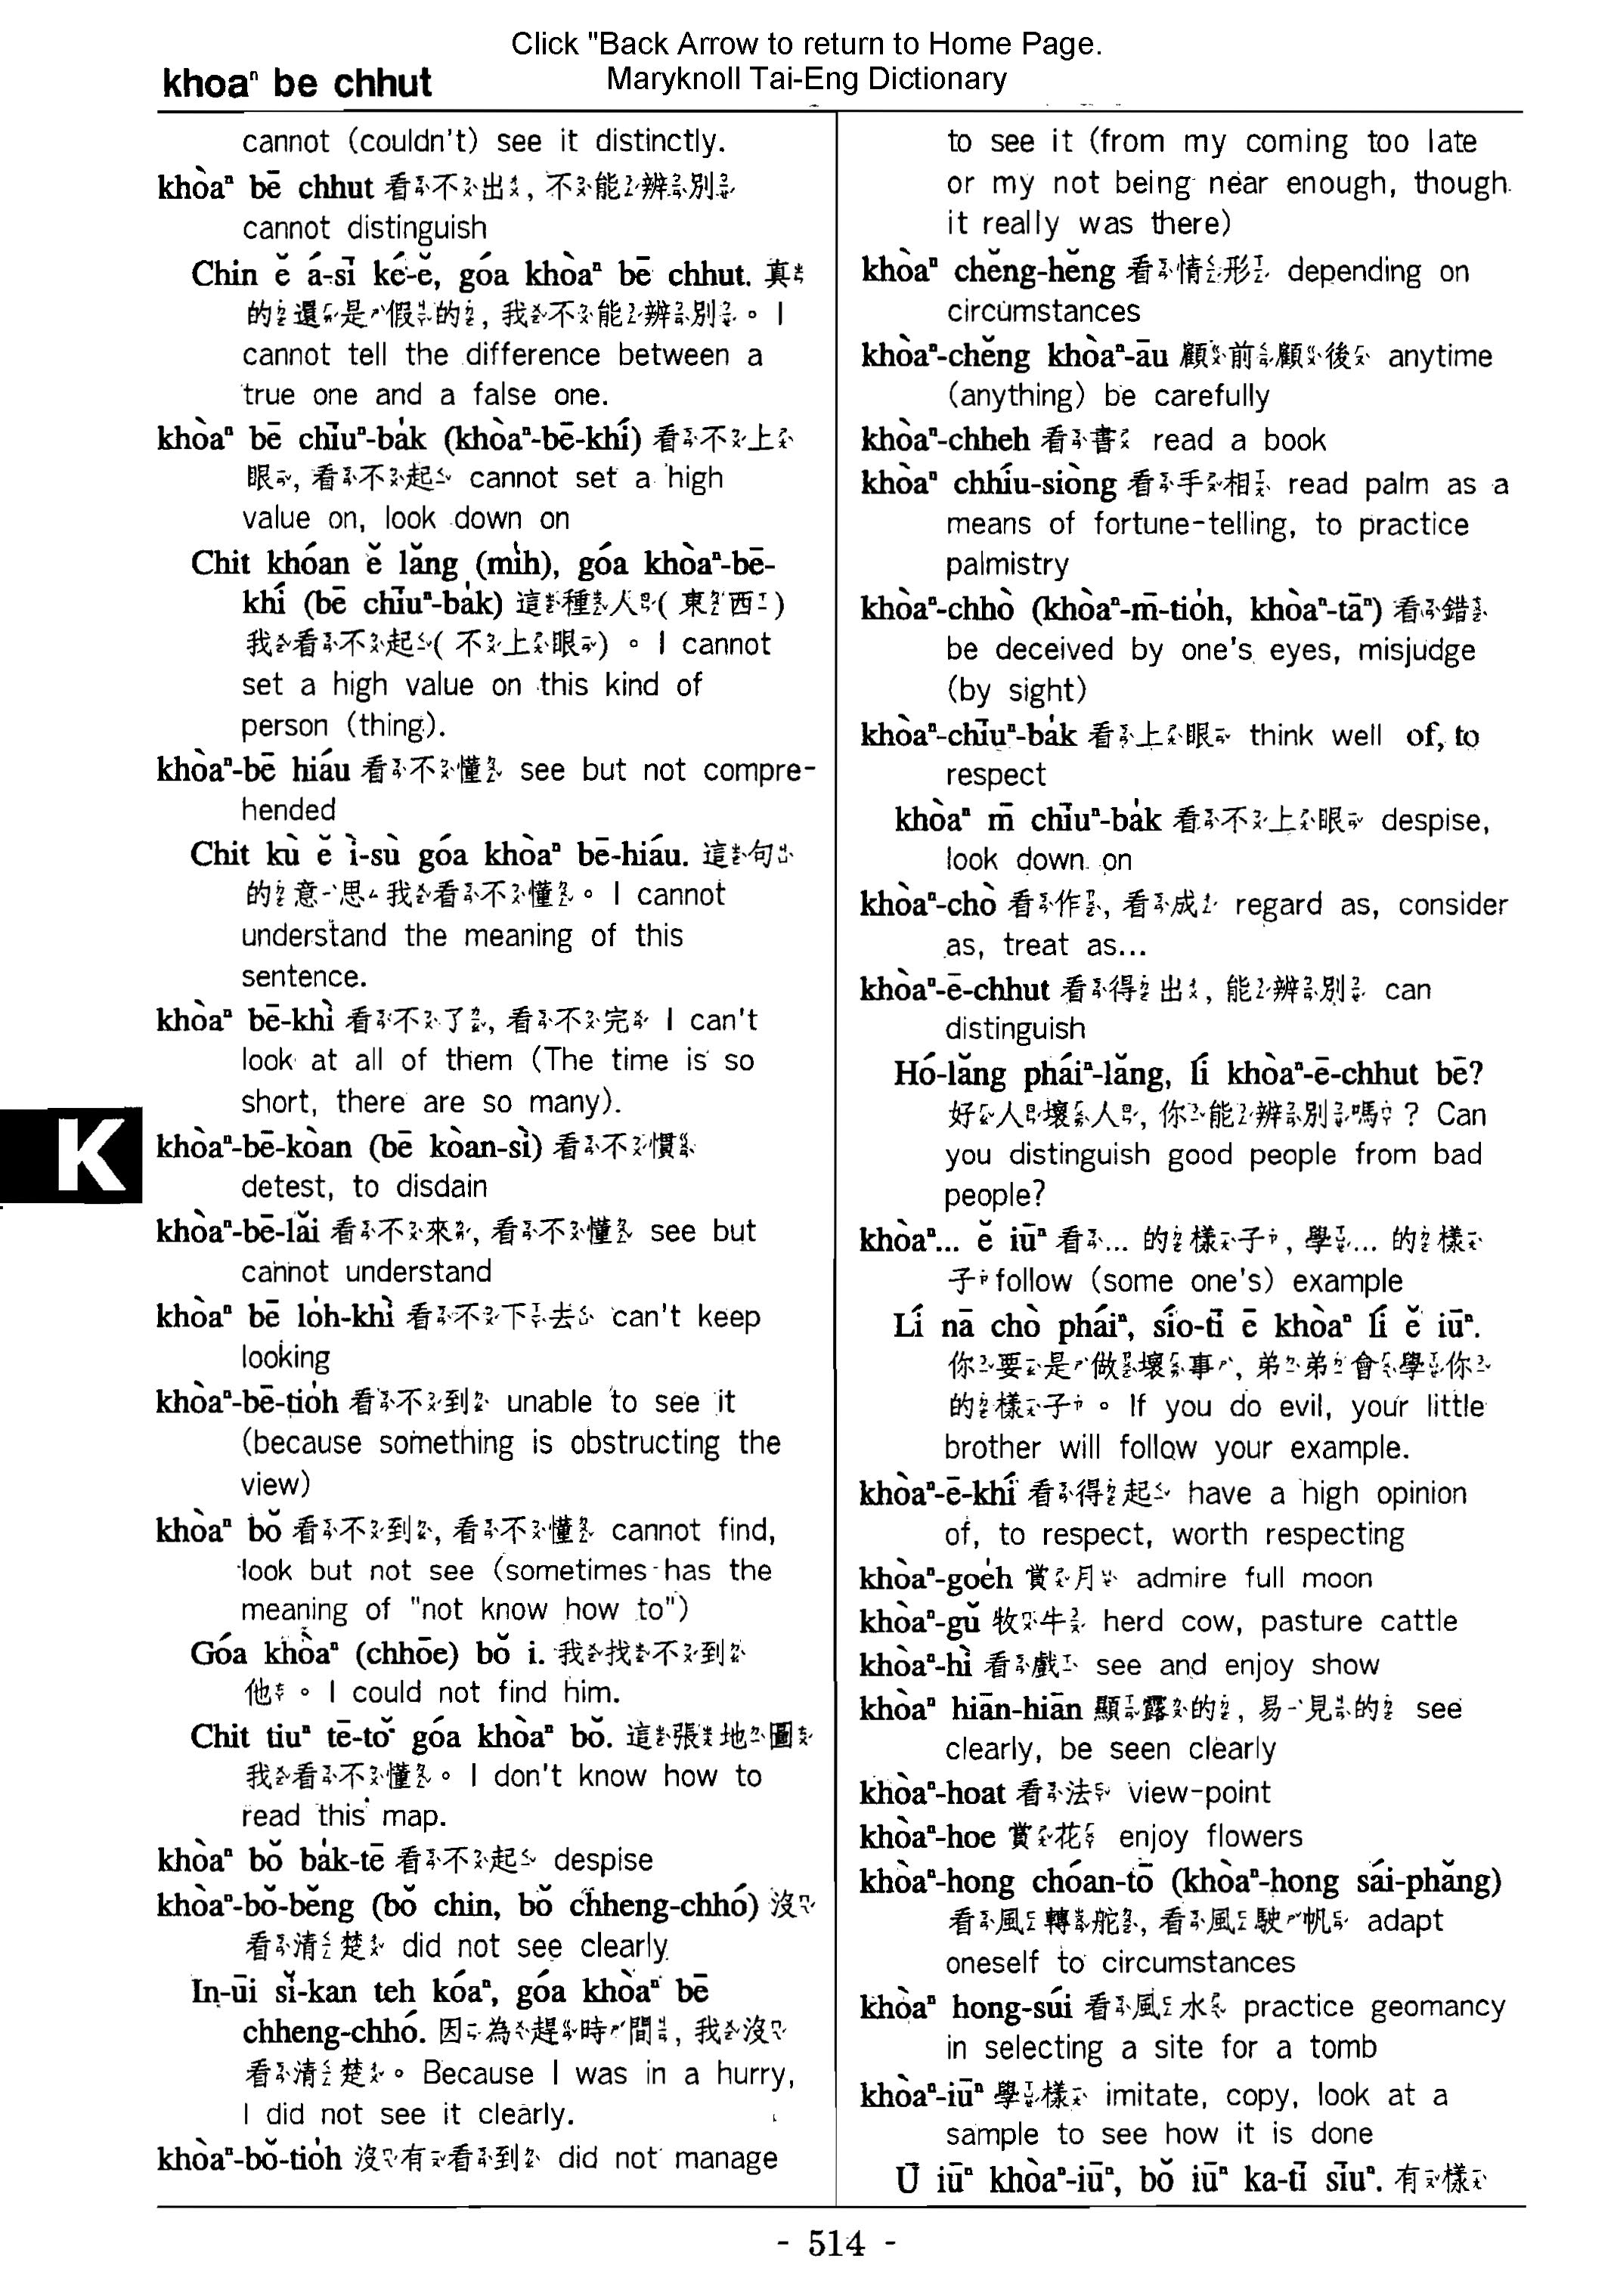 Click "Back Arrow to return to Home Page.
Maryknoll Tai-Eng Dictionary
khoaⁿ be chhut
cannot (couldn't) see it distinctly.
khòaⁿ bē chhut 看不出, 不能辨別
cannot distinguish
Chin ĕ á-sī ké-ĕ, góa khòaⁿ bē chhut. 真
的還是假的, 我不能辨別。 I
cannot tell the difference between a
true one and a false one.
khòaⁿ bē chīuⁿ-ba̍k (khòaⁿ-bē-khí) 看不上
眼, 看不起 cannot set a high
value on, look down on
Chit khóan ĕ lăng (mi̍h), góa khòaⁿ-bē-
khí (bē chīuⁿ-ba̍k) 這種人(東西)
我看不起(不上眼)。 I cannot
set a high value on this kind of
person (thing).
khòaⁿ-bē hiáu 看不懂 see but not compre-
hended
Chit kù ĕ ì-sù góa khòaⁿ bē-hiáu. 這句
的意思我看不懂。 I cannot
understand the meaning of this
sentence.
khòaⁿ bē-khì 看不了, 看不完 I can't
look at all of them (The time is so
short, there are so many).
khòaⁿ-bē-kòan (bē kòan-sì) 看不慣
detest, to disdain
khòaⁿ-bē-lăi 看不來, 看不懂 see but
cannot understand
khòaⁿ bē lo̍h-khì 看不下去 can't keep
looking
khòaⁿ-bē-tio̍h 看不到 unable to see it
(because something is obstructing the
view)
khòaⁿ bŏ 看不到, 看不懂 cannot find,
look but not see (sometimes has the
meaning of "not know how to")
Góa khòaⁿ (chhōe) bŏ i. 我找不到
他。 I could not find him.
Chit tiuⁿ tē-tŏ͘ góa khòaⁿ bŏ. 這張地圖
我看不懂。 I don't know how to
read this map.
khòaⁿ bŏ ba̍k-tē 看不起 despise
khòaⁿ-bŏ-bĕng (bŏ chin, bŏ chheng-chhó) 沒
看清楚 did not see clearly
In-ūi sĭ-kan teh kóaⁿ, góa khòaⁿ bē
chheng-chhó. 因為趕時間, 我沒
看清楚。 Because I was in a hurry,
I did not see it clearly.
khòaⁿ-bŏ-tio̍h 沒有看到 did not manage
to see it (from my coming too late
or my not being near enough, though
it really was there)
khòaⁿ chĕng-hĕng 看情形 depending on
circumstances
khòaⁿ-chĕng khòaⁿ-āu 顧前顧後 anytime
(anything) be carefully
khòaⁿ-chheh 看書 read a book
khòaⁿ chhíu-siòng 看手相 read palm as a
means of fortune-telling, to practice
palmistry
khòaⁿ-chhò (khòaⁿ-m̄-tio̍h, khòaⁿ-tāⁿ) 看錯
be deceived by one's eyes, misjudge
(by sight)
khòaⁿ-chīuⁿ-ba̍k 看上眼 think well of, to
respect
khòaⁿ m̄ chīuⁿ-ba̍k 看不上眼 despise,
look down on
khòaⁿ-chò 看作, 看成 regard as, consider
as, treat as...
khòaⁿ-ē-chhut 看得出, 能辨別 can
distinguish
Hó-lăng pháiⁿ-lăng, lí khòaⁿ-ē-chhut bē?
好人壞人, 你能辨別嗎? Can
you distinguish good people from bad
people?
khòaⁿ... ĕ iūⁿ 看... 的樣子, 學... 的樣
子 follow (some one's) example
Lí nā chò pháiⁿ, sío-tī ē khòaⁿ lí ĕ iūⁿ.
你要是做壞事, 弟弟會學你
的樣子。 If you do evil, your little
brother will follow your example.
khòaⁿ-ē-khí 看得起 have a high opinion
of, to respect, worth respecting
khòaⁿ-goe̍h 賞月 admire full moon
khòaⁿ-gŭ 牧牛 herd cow, pasture cattle
khòaⁿ-hì 看戲 see and enjoy show
khòaⁿ hiān-hiān 顯露的, 易見的 see
clearly, be seen clearly
khòaⁿ-hoat 看法 view-point
khòaⁿ-hoe 賞花 enjoy flowers
khòaⁿ-hong chóan-tō (khòaⁿ-hong sái-phăng)
看風轉舵, 看風駛帆 adapt
oneself to circumstances
khòaⁿ hong-súi 看風水 practice geomancy
in selecting a site for a tomb
khòaⁿ-iūⁿ 學樣 imitate, copy, look at a
sample to see how it is done
Ū iūⁿ khòaⁿ-iūⁿ, bŏ iūⁿ ka-tī sīuⁿ. 有樣
K
- 514 -